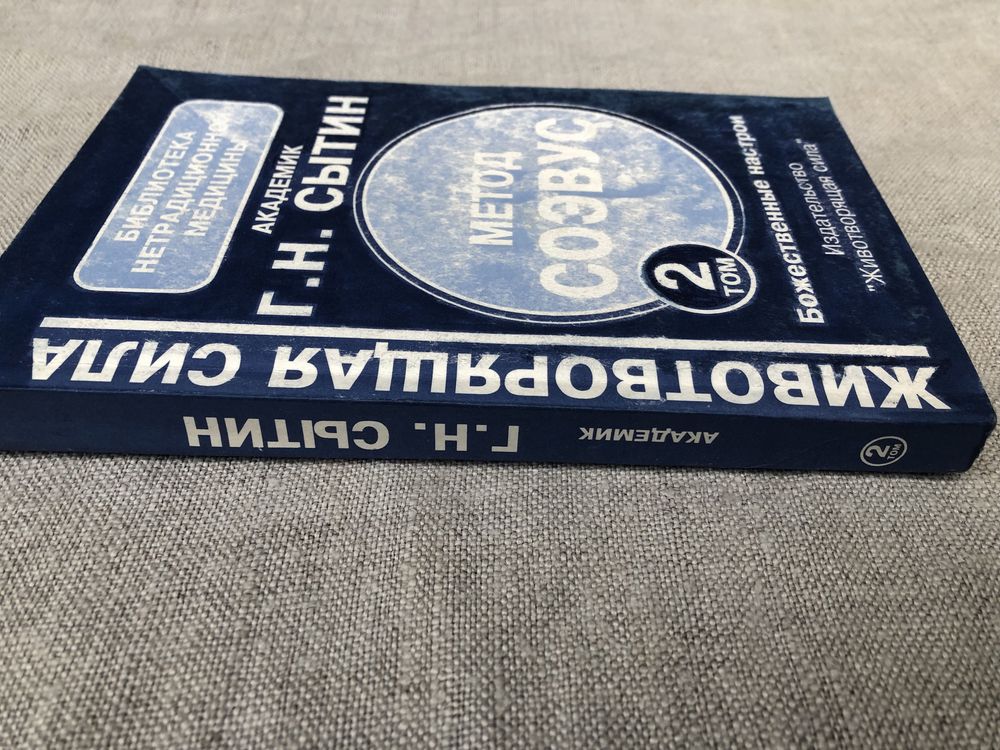 БИБЛИОТЕКА
НЕТРАДИЦИОННОЙ
МЕДИЦИНЫ
АКАДЕМИК
Г.Н. СЫТИН
МЕТОД
СОЭВУС
2
ТОМ
Божественные настрои
Издательство
"Животворящая сила"
ЖИВОТВОРЯЩАЯ СИЛА
2
ТОМ
АКАДЕМИК
Г.Н. СЫТИН